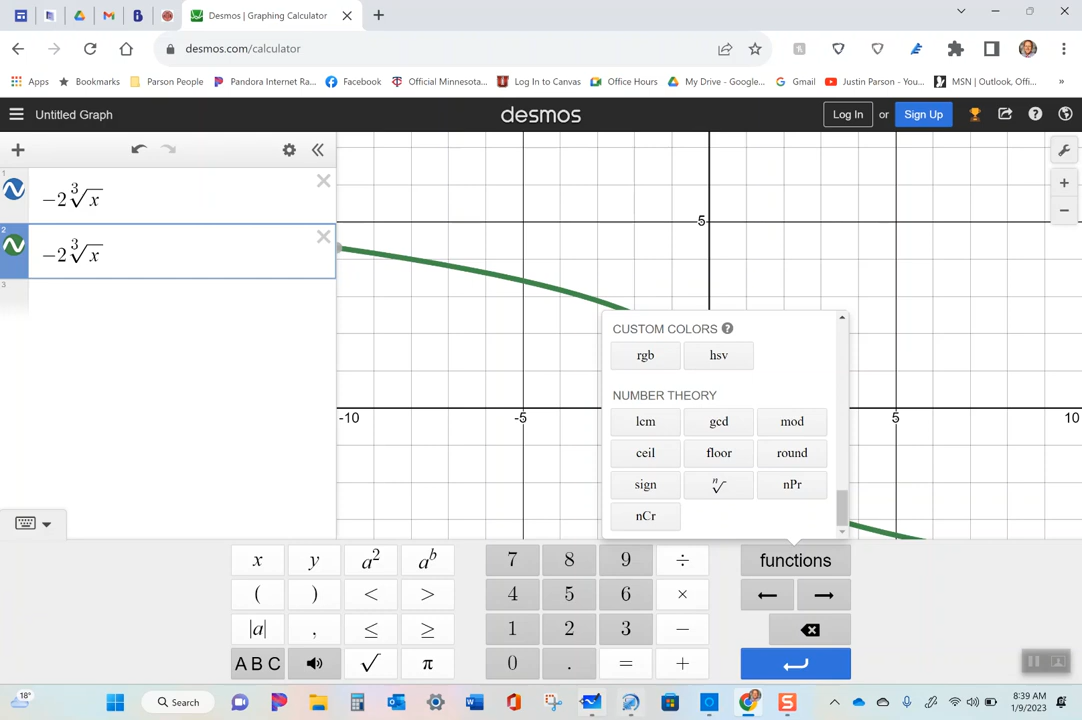 Desmos | Graphing Calculator
desmos.com/calculator
Apps Bookmarks Parson People Pandora Internet Ra... Facebook Official Minnesota... Log In to Canvas Office Hours My Drive - Google... Gmail Justin Parson - You... MSN | Outlook, Offi... »
Untitled Graph desmos Log In or Sign Up
1
−2∛x
2
−2∛x
3
5
-10 -5 5 10
CUSTOM COLORS
rgb hsv
NUMBER THEORY
lcm gcd mod
ceil floor round
sign ⁿ√ nPr
nCr
x y a² aᵇ 7 8 9 ÷ functions
( ) < > 4 5 6 × ← →
|a| , ≤ ≥ 1 2 3 −
A B C √ π 0 . = +
18°
Search
8:39 AM
1/9/2023